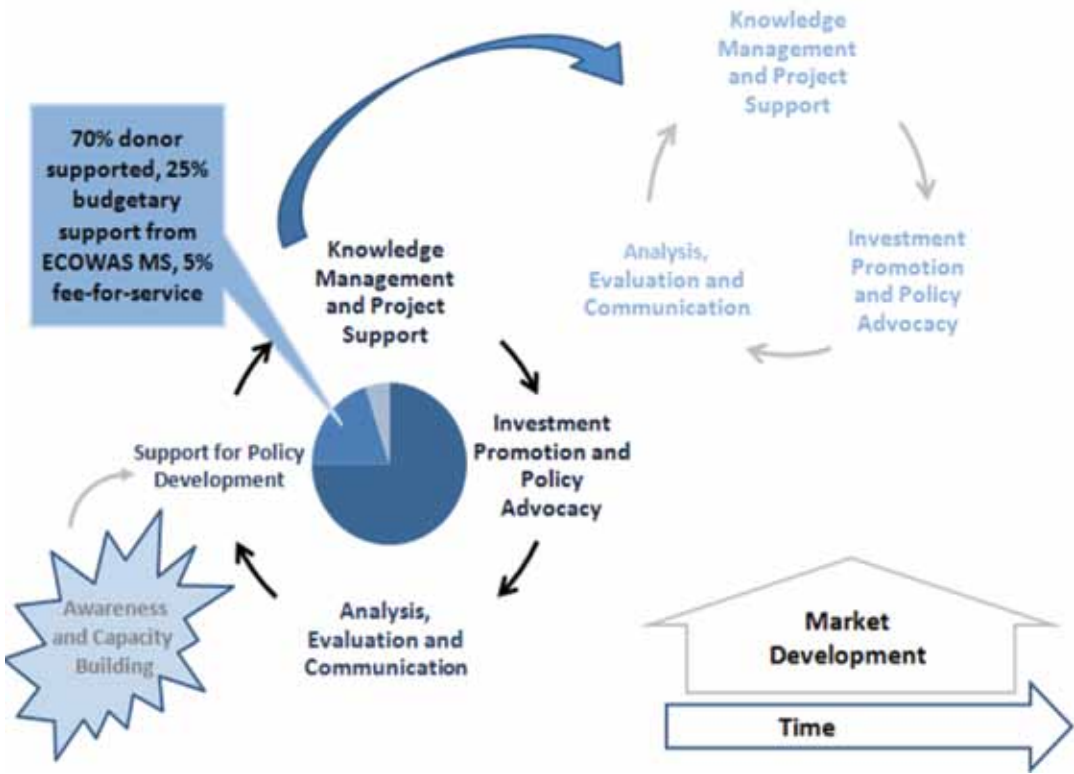 Knowledge
Management
and Project
Support
70% donor
supported, 25%
budgetary
support from
ECOWAS MS, 5%
fee-for-service
Knowledge
Management
and Project
Support
Analysis,
Evaluation and
Communication
Investment
Promotion
and Policy
Advocacy
Support for Policy
Development
Investment
Promotion and
Policy
Advocacy
Awareness
and Capacity
Building
Analysis,
Evaluation and
Communication
Market
Development
Time